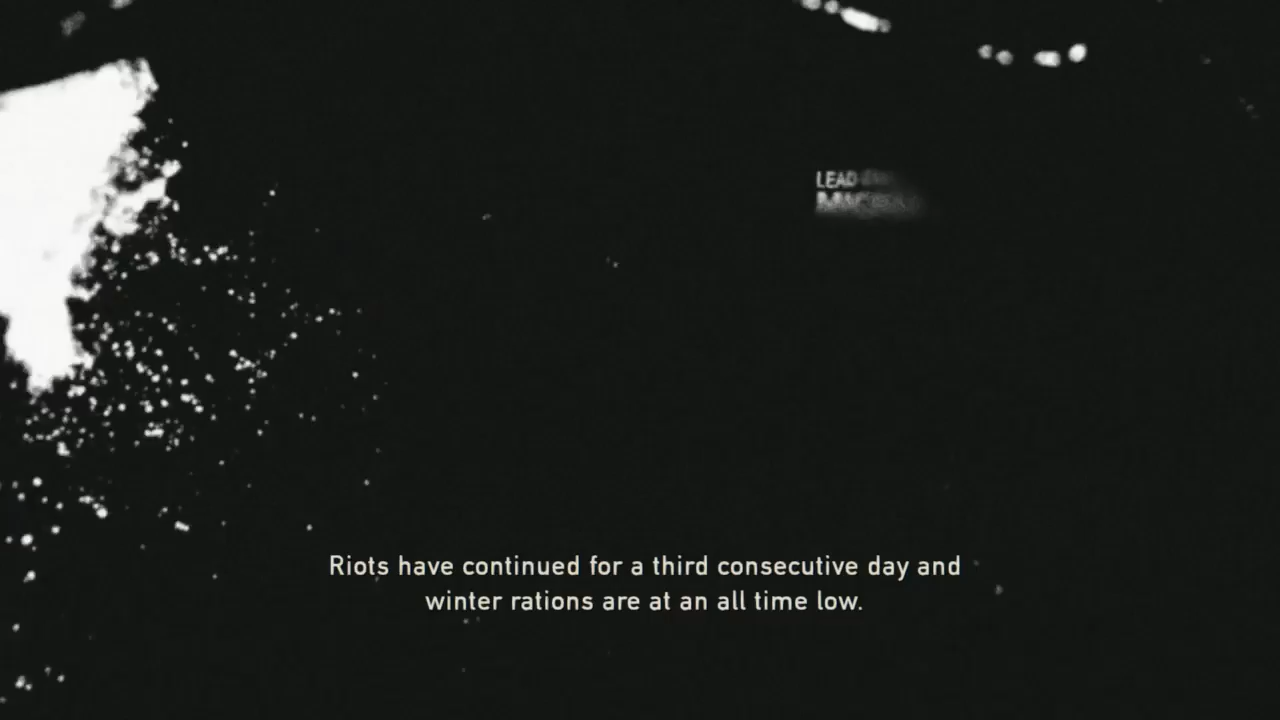 LEAD
Riots have continued for a third consecutive day and
winter rations are at an all time low.